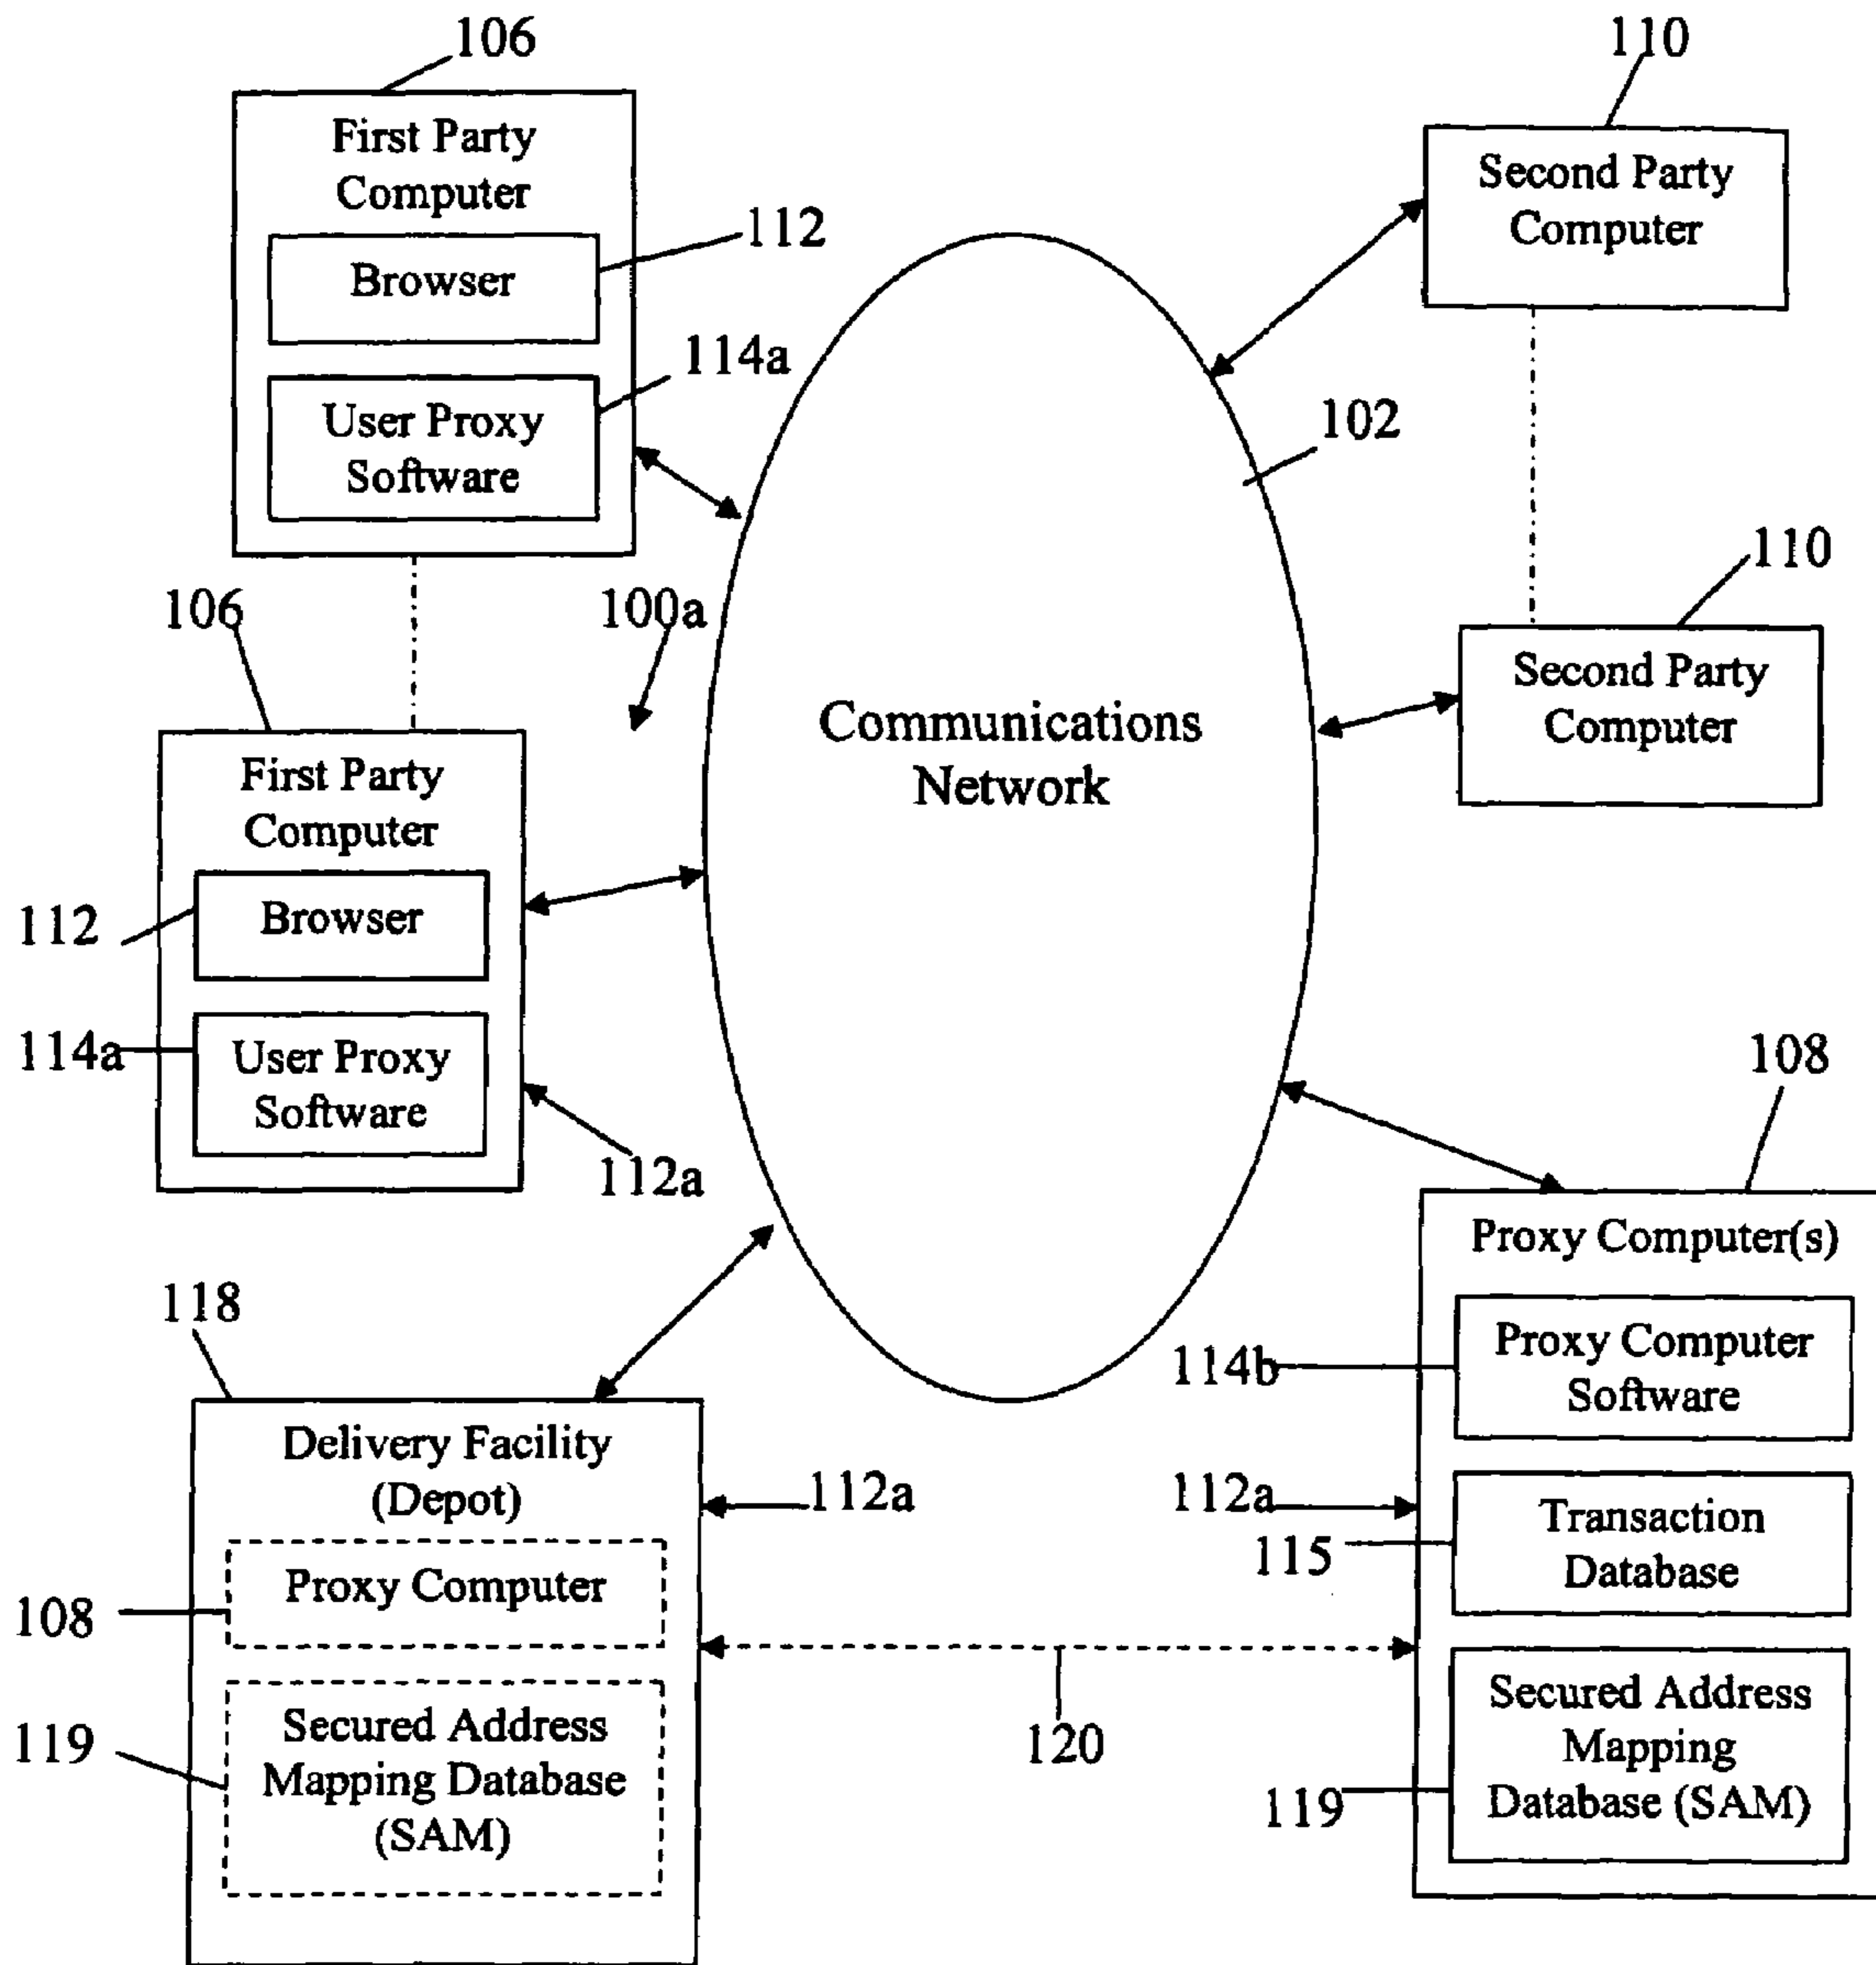 106
First Party
Computer
112
Browser
114a
User Proxy
Software
110
Second Party
Computer
102
106
100a
First Party
Computer
112
Browser
114a
User Proxy
Software
112a
Communications
Network
110
Second Party
Computer
118
Delivery Facility
(Depot)
112a
108
Proxy Computer
119
Secured Address
Mapping Database
(SAM)
120
108
Proxy Computer(s)
114b
Proxy Computer
Software
112a
115
Transaction
Database
119
Secured Address
Mapping
Database (SAM)